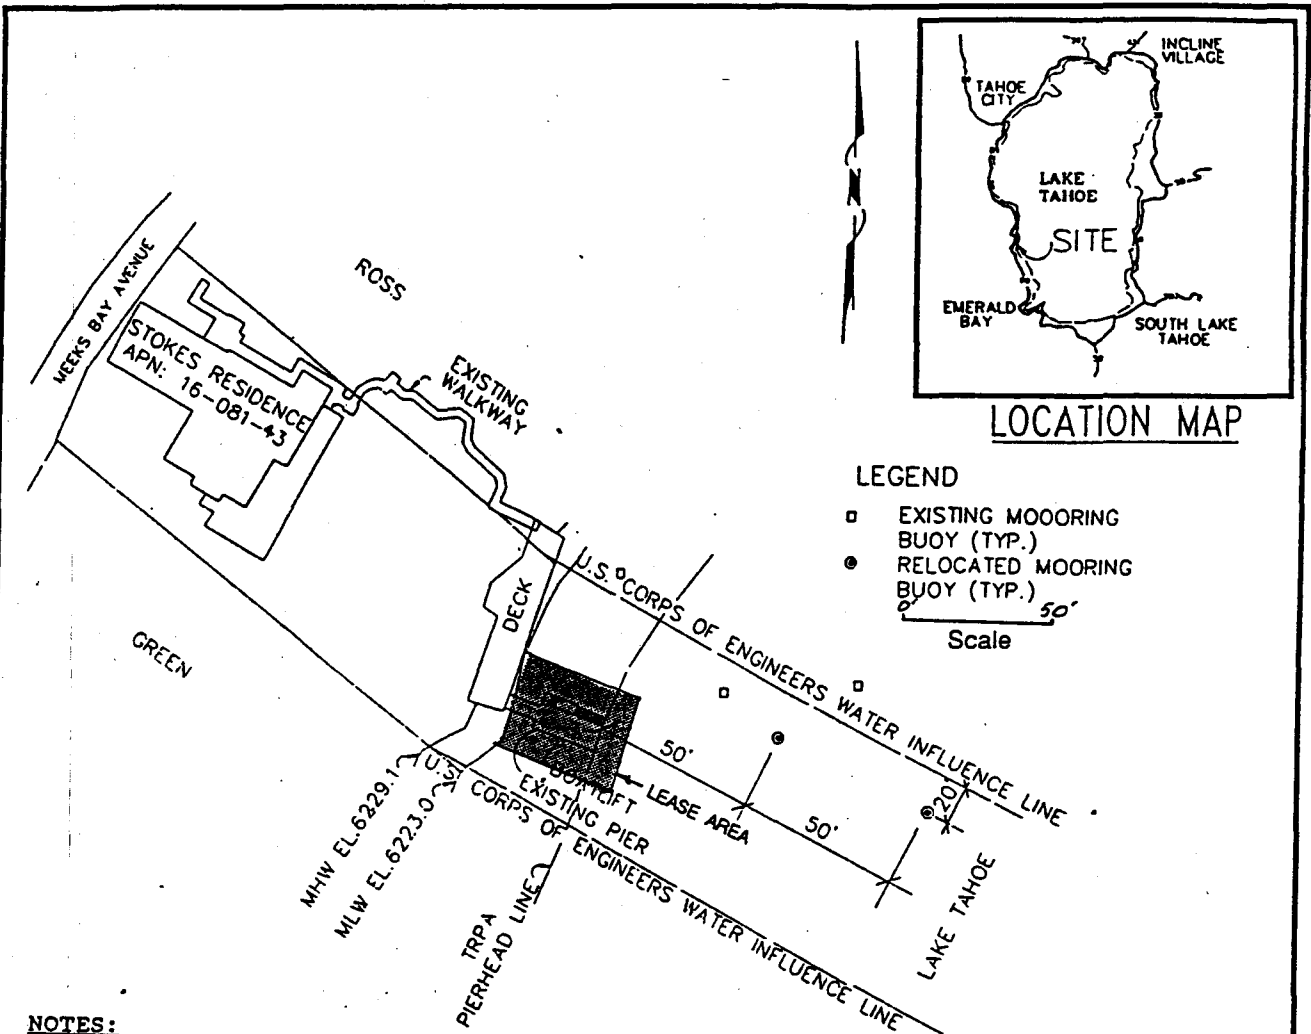 INCLINE
VILLAGE
TAHOE
CITY
LAKE
TAHOE
SITE
EMERALD
BAY
SOUTH LAKE
TAHOE
LOCATION MAP
N
ROSS
MEEKS BAY AVENUE
STOKES RESIDENCE
APN: 16-081-43
EXISTING
WALKWAY
LEGEND
EXISTING MOOORING
BUOY (TYP.)
RELOCATED MOORING
BUOY (TYP.)
0' 50'
Scale
DECK
U.S. CORPS OF ENGINEERS WATER INFLUENCE LINE
GREEN
50'
50'
20'
LEASE AREA
EXISTING PIER
U.S. CORPS OF ENGINEERS WATER INFLUENCE LINE
MHW EL.6229.1
MLW EL.6223.0
TRPA
PIERHEAD LINE
LAKE TAHOE
NOTES: